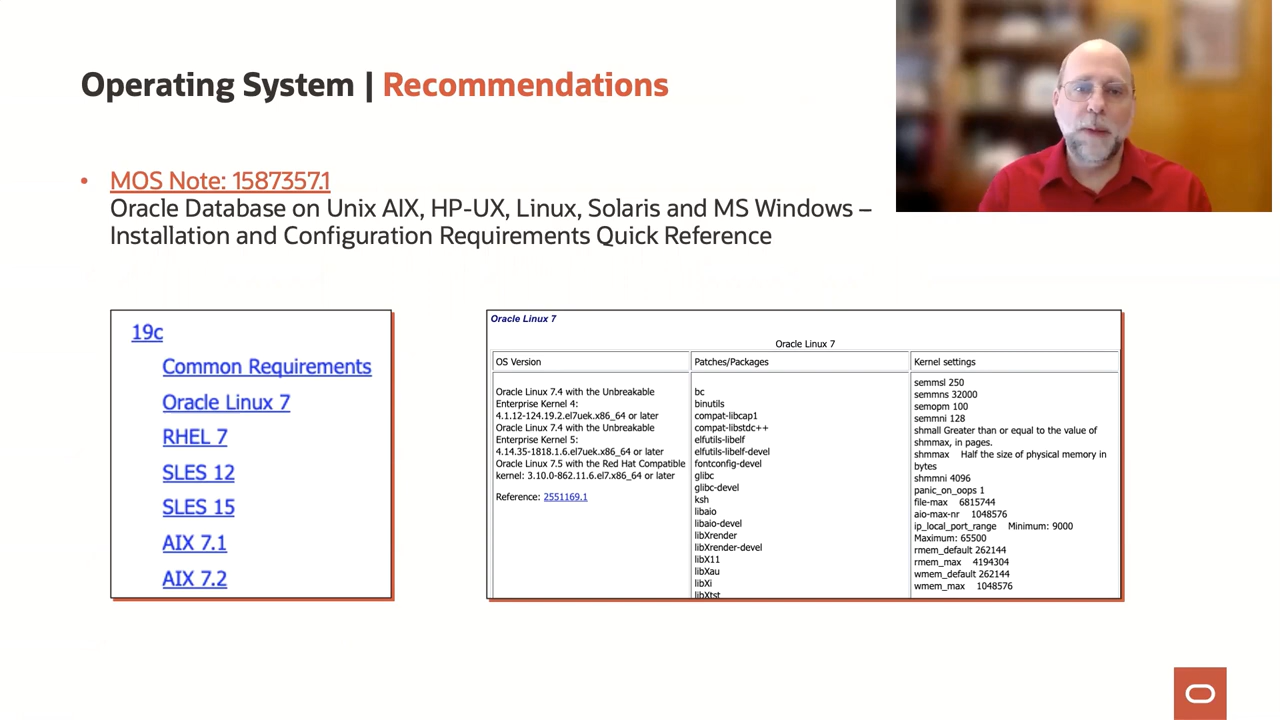 Operating System | Recommendations
• MOS Note: 1587357.1
Oracle Database on Unix AIX, HP-UX, Linux, Solaris and MS Windows –
Installation and Configuration Requirements Quick Reference
19c
Common Requirements
Oracle Linux 7
RHEL 7
SLES 12
SLES 15
AIX 7.1
AIX 7.2
Oracle Linux 7
Oracle Linux 7
OS Version
Oracle Linux 7.4 with the Unbreakable
Enterprise Kernel 4:
4.1.12-124.19.2.el7uek.x86_64 or later
Oracle Linux 7.4 with the Unbreakable
Enterprise Kernel 5:
4.14.35-1818.1.6.el7uek.x86_64 or later
Oracle Linux 7.5 with the Red Hat Compatible
kernel: 3.10.0-862.11.6.el7.x86_64 or later
Reference: 2551169.1
Patches/Packages
bc
binutils
compat-libcap1
compat-libstdc++
elfutils-libelf
elfutils-libelf-devel
fontconfig-devel
glibc
glibc-devel
ksh
libaio
libaio-devel
libXrender
libXrender-devel
libX11
libXau
libXi
libXtst
Kernel settings
semmsl 250
semmns 32000
semopm 100
semmni 128
shmall Greater than or equal to the value of
shmmax, in pages.
shmmax Half the size of physical memory in
bytes
shmmni 4096
panic_on_oops 1
file-max 6815744
aio-max-nr 1048576
ip_local_port_range Minimum: 9000
Maximum: 65500
rmem_default 262144
rmem_max 4194304
wmem_default 262144
wmem_max 1048576